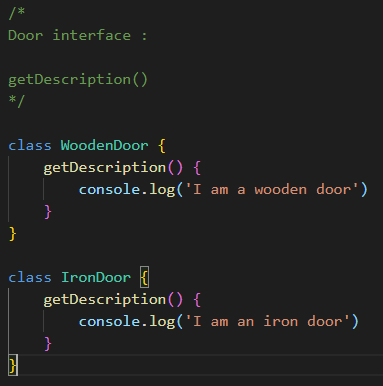 /*
Door interface :
getDescription()
*/
class WoodenDoor {
    getDescription() {
        console.log('I am a wooden door')
    }
}
class IronDoor {
    getDescription() {
        console.log('I am an iron door')
    }
}